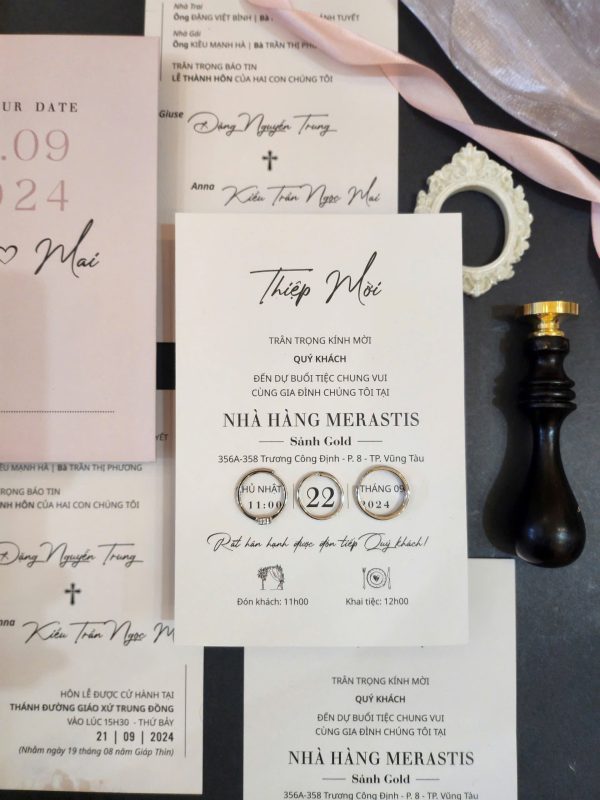 Nhà Trai
Ông ĐẶNG VIỆT BÌNH | Bà ÁNH TUYẾT
Nhà Gái
Ông KIỀU MẠNH HÀ | Bà TRẦN THỊ
TRÂN TRỌNG BÁO TIN
LỄ THÀNH HÔN CỦA HAI CON CHÚNG TÔI
Giuse Đặng Nguyễn Trung
Anna Kiều Trần Ngọc Mai
UR DATE
.09
024
Mai
Thiệp Mời
TRÂN TRỌNG KÍNH MỜI
QUÝ KHÁCH
ĐẾN DỰ BUỔI TIỆC CHUNG VUI
CÙNG GIA ĐÌNH CHÚNG TÔI TẠI
NHÀ HÀNG MERASTIS
Sảnh Gold
356A-358 Trương Công Định - P. 8 - TP. Vũng Tàu
HỦ NHẬT 22 THÁNG 09
11:00 2024
Rất hân hạnh được đón tiếp Quý khách!
Đón khách: 11h00
Khai tiệc: 12h00
MẠNH HÀ | Bà TRẦN THỊ PHƯƠNG
TRỌNG BÁO TIN
HÔN CỦA HAI CON CHÚNG TÔI
Đặng Nguyễn Trung
nna Kiều Trần Ngọc M
HÔN LỄ ĐƯỢC CỬ HÀNH TẠI
THÁNH ĐƯỜNG GIÁO XỨ TRUNG ĐỒNG
VÀO LÚC 15H30 - THỨ BẢY
21 | 09 | 2024
(Nhằm ngày 19 tháng 08 năm Giáp Thìn)
TRÂN TRỌNG KÍNH MỜI
QUÝ KHÁCH
ĐẾN DỰ BUỔI TIỆC CHUNG VUI
CÙNG GIA ĐÌNH CHÚNG TÔI TẠI
NHÀ HÀNG MERASTIS
Sảnh Gold
356A-358 Trương Công Định - P. 8 - TP. Vũng Tàu